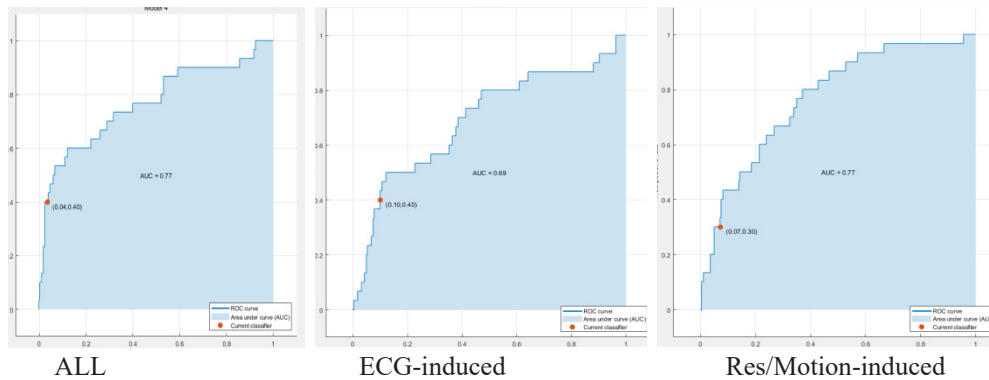 Model 4
1
0.8
0.6
0.4
0.2
0
AUC = 0.77
(0.04,0.40)
ROC curve
Area under curve (AUC)
Current classifier
0 0.2 0.4 0.6 0.8 1
1
0.8
0.6
0.4
0.2
0
AUC = 0.69
(0.10,0.40)
ROC curve
Area under curve (AUC)
Current classifier
0 0.2 0.4 0.6 0.8 1
1
0.8
0.6
0.4
0.2
0
AUC = 0.77
(0.07,0.30)
ROC curve
Area under curve (AU
Current classifier
0 0.2 0.4 0.6 0.8 1
ALL ECG-induced Res/Motion-induced